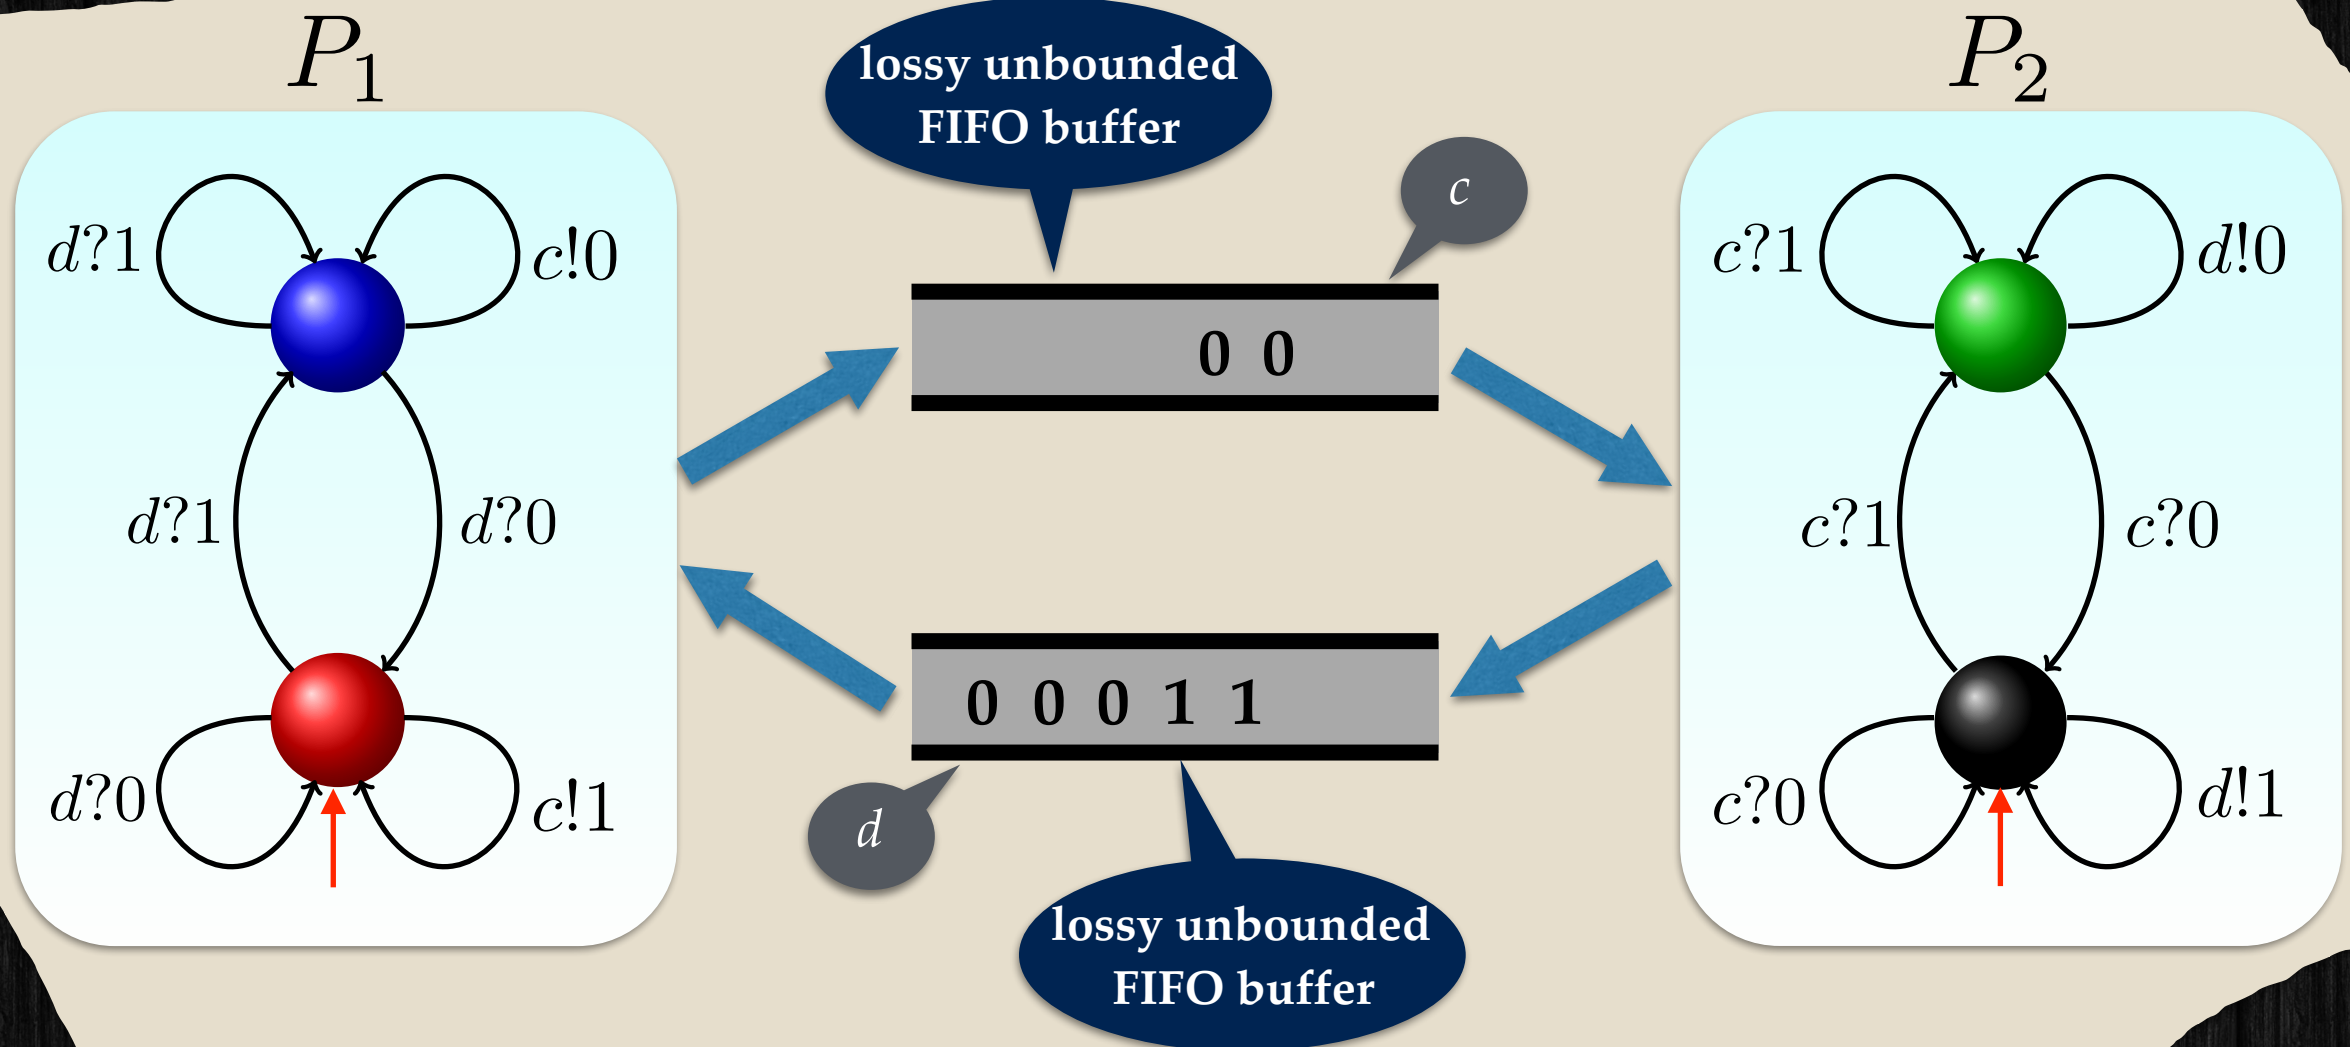 P₁
lossy unbounded
FIFO buffer
P₂
c
d?1
c!0
c?1
d!0
0 0
d?1
d?0
c?1
c?0
0 0 0 1 1
d?0
c!1
d
c?0
d!1
lossy unbounded
FIFO buffer